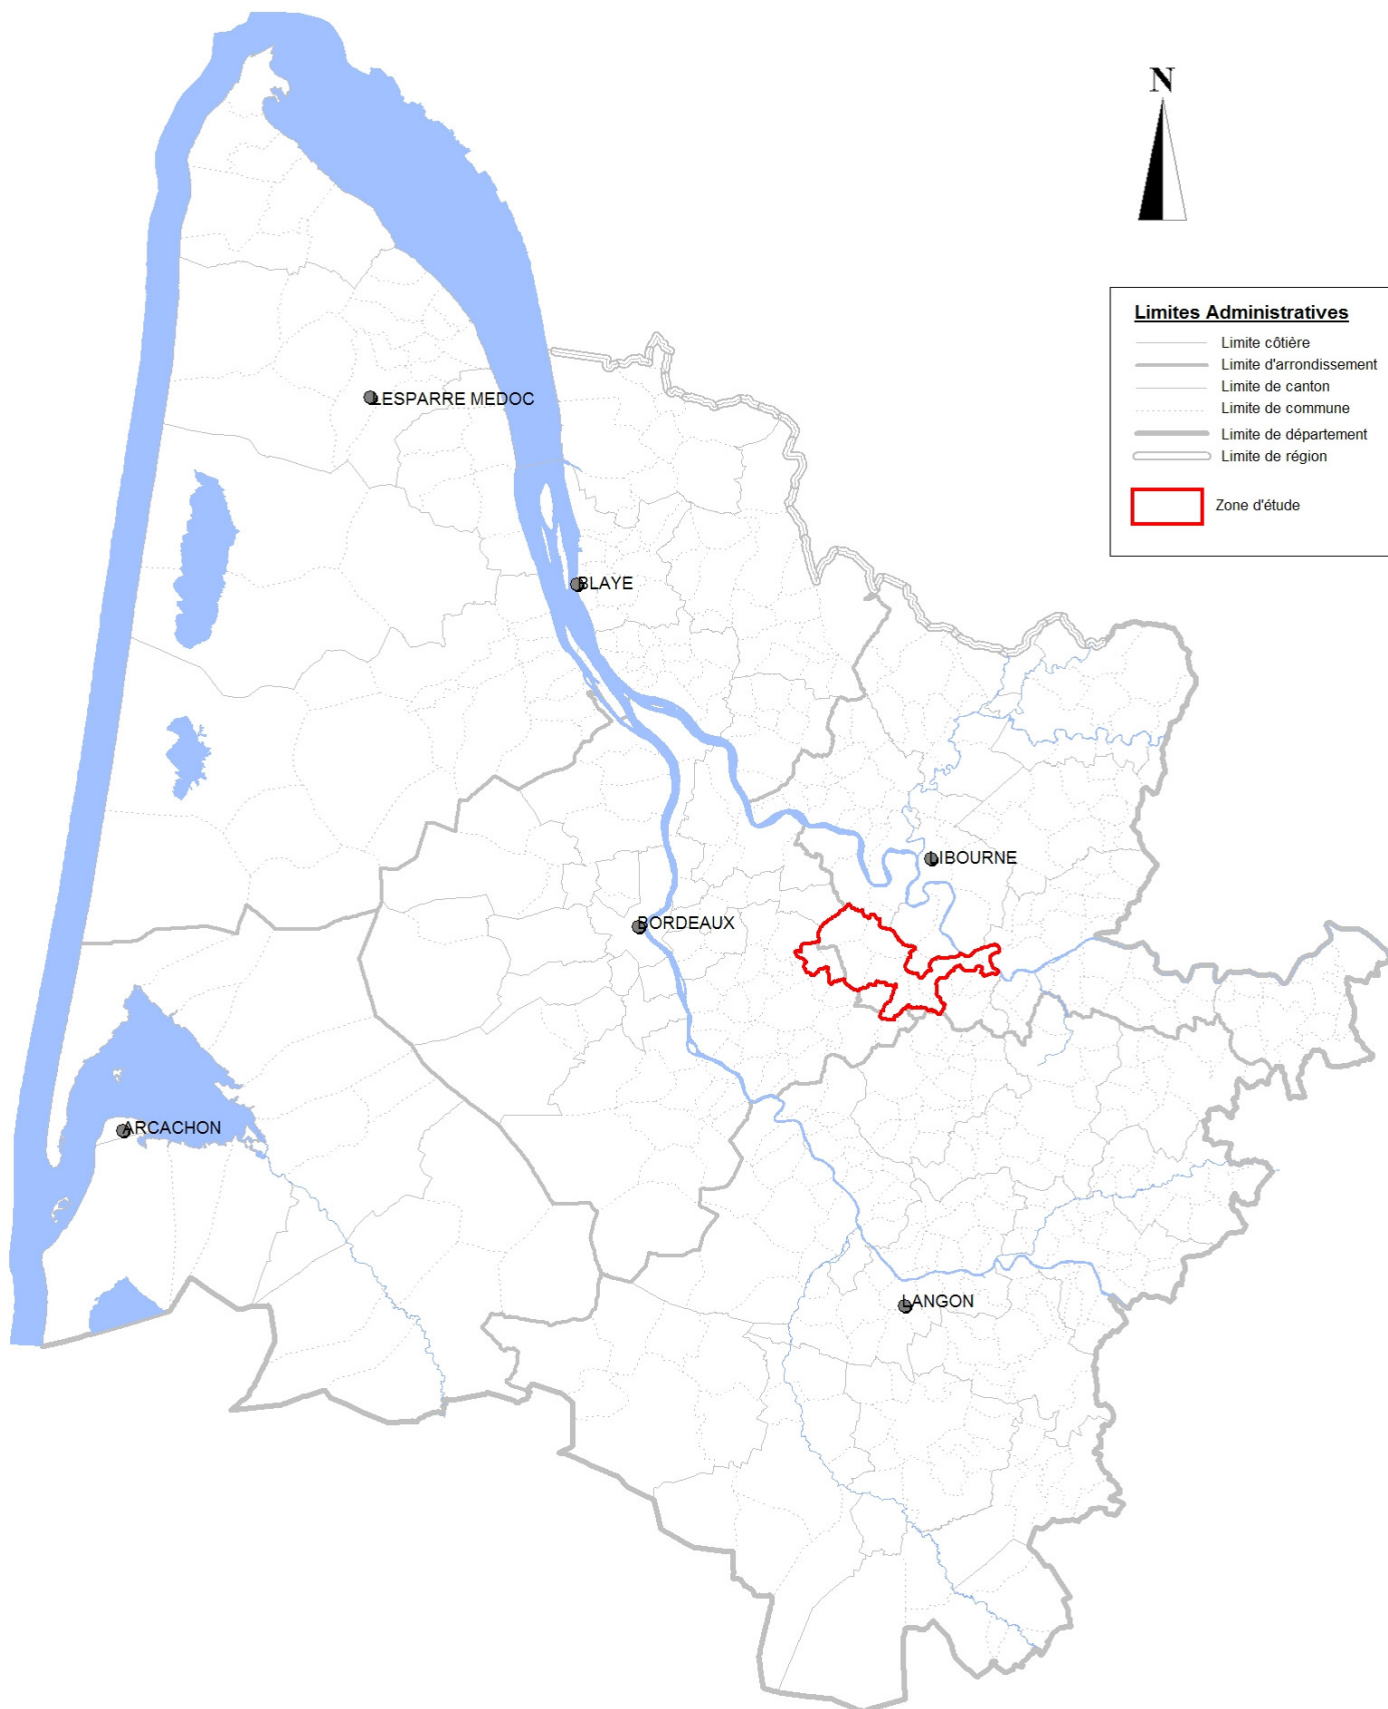 N
Limites Administratives
Limite côtière
Limite d'arrondissement
Limite de canton
Limite de commune
Limite de département
Limite de région
Zone d'étude
LESPARRE MEDOC
BLAYE
LIBOURNE
BORDEAUX
ARCACHON
LANGON